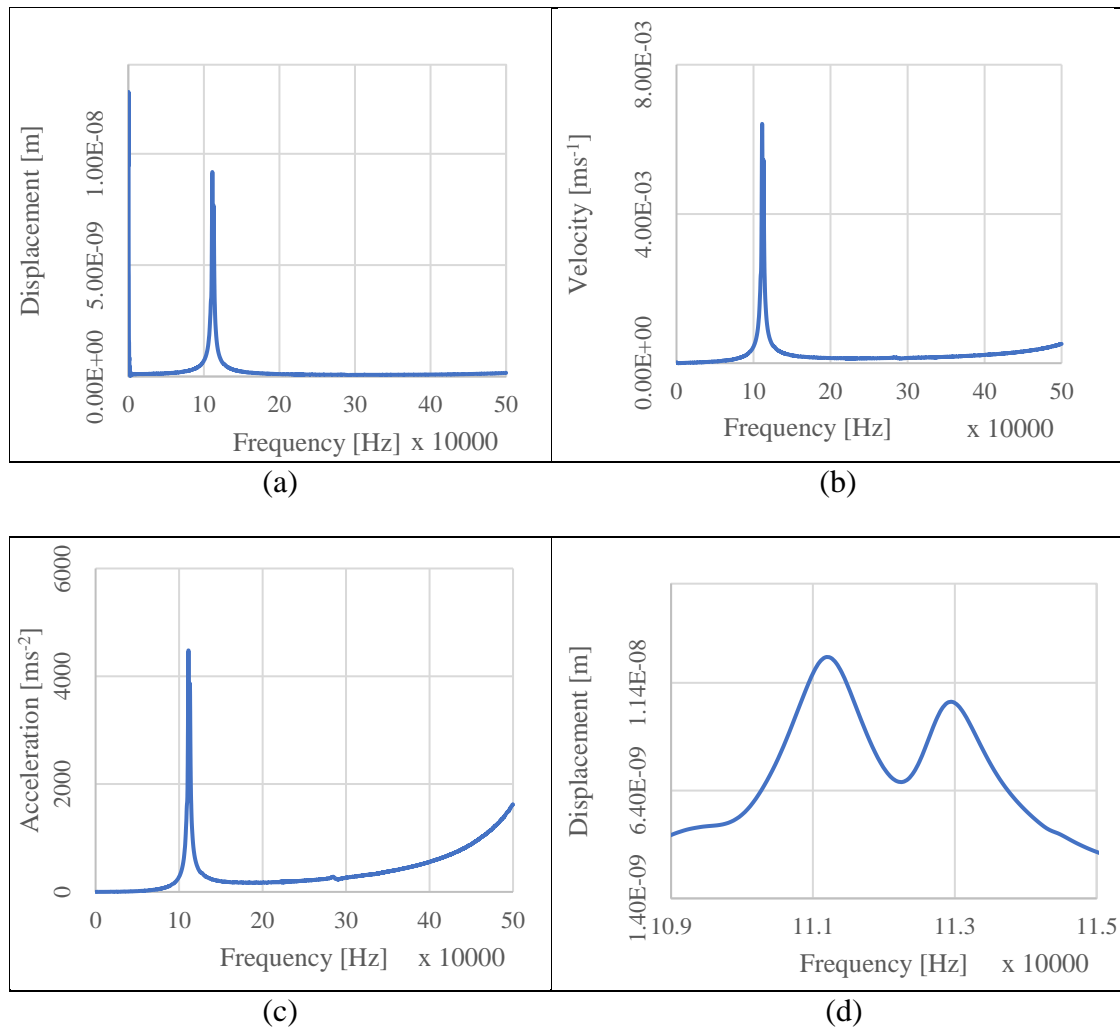 Displacement [m]
1.00E-08
5.00E-09
0.00E+00
0 10 20 30 40 50
Frequency [Hz] x 10000
(a)
Velocity [ms-1]
8.00E-03
4.00E-03
0.00E+00
0 10 20 30 40 50
Frequency [Hz] x 10000
(b)
Acceleration [ms-2]
6000
4000
2000
0
0 10 20 30 40 50
Frequency [Hz] x 10000
(c)
Displacement [m]
1.14E-08
6.40E-09
1.40E-09
10.9 11.1 11.3 11.5
Frequency [Hz] x 10000
(d)